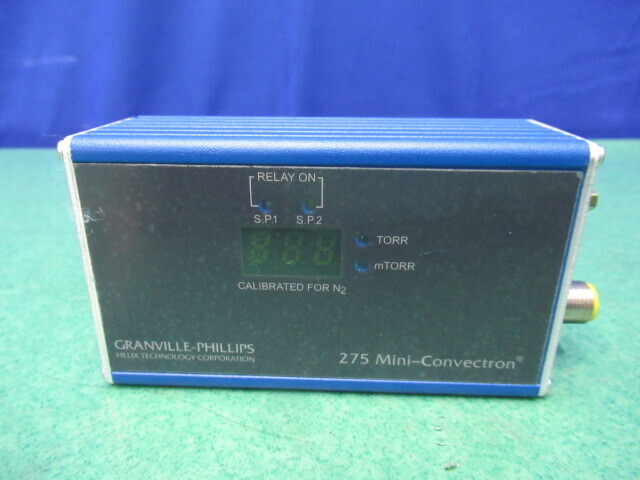 RELAY ON
S.P.1 S.P.2
TORR
mTORR
CALIBRATED FOR N2
GRANVILLE-PHILLIPS
HELIX TECHNOLOGY CORPORATION
275 Mini-Convectron®